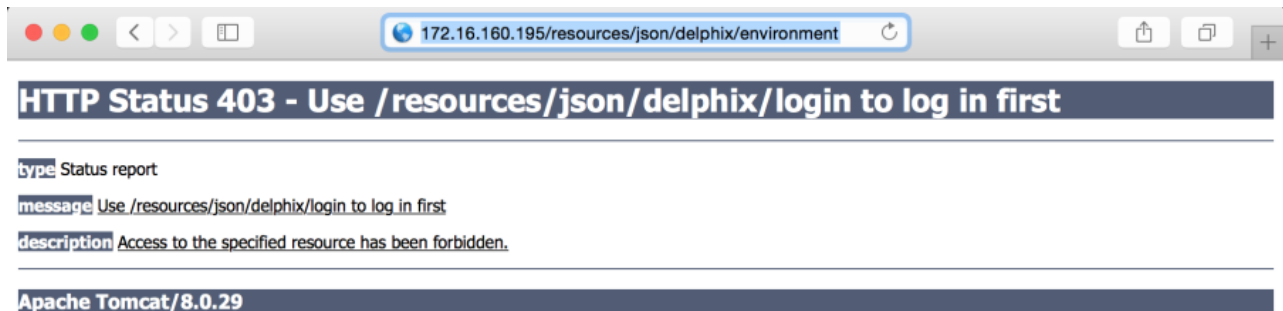 172.16.160.195/resources/json/delphix/environment
HTTP Status 403 - Use /resources/json/delphix/login to log in first
type Status report
message Use /resources/json/delphix/login to log in first
description Access to the specified resource has been forbidden.
Apache Tomcat/8.0.29